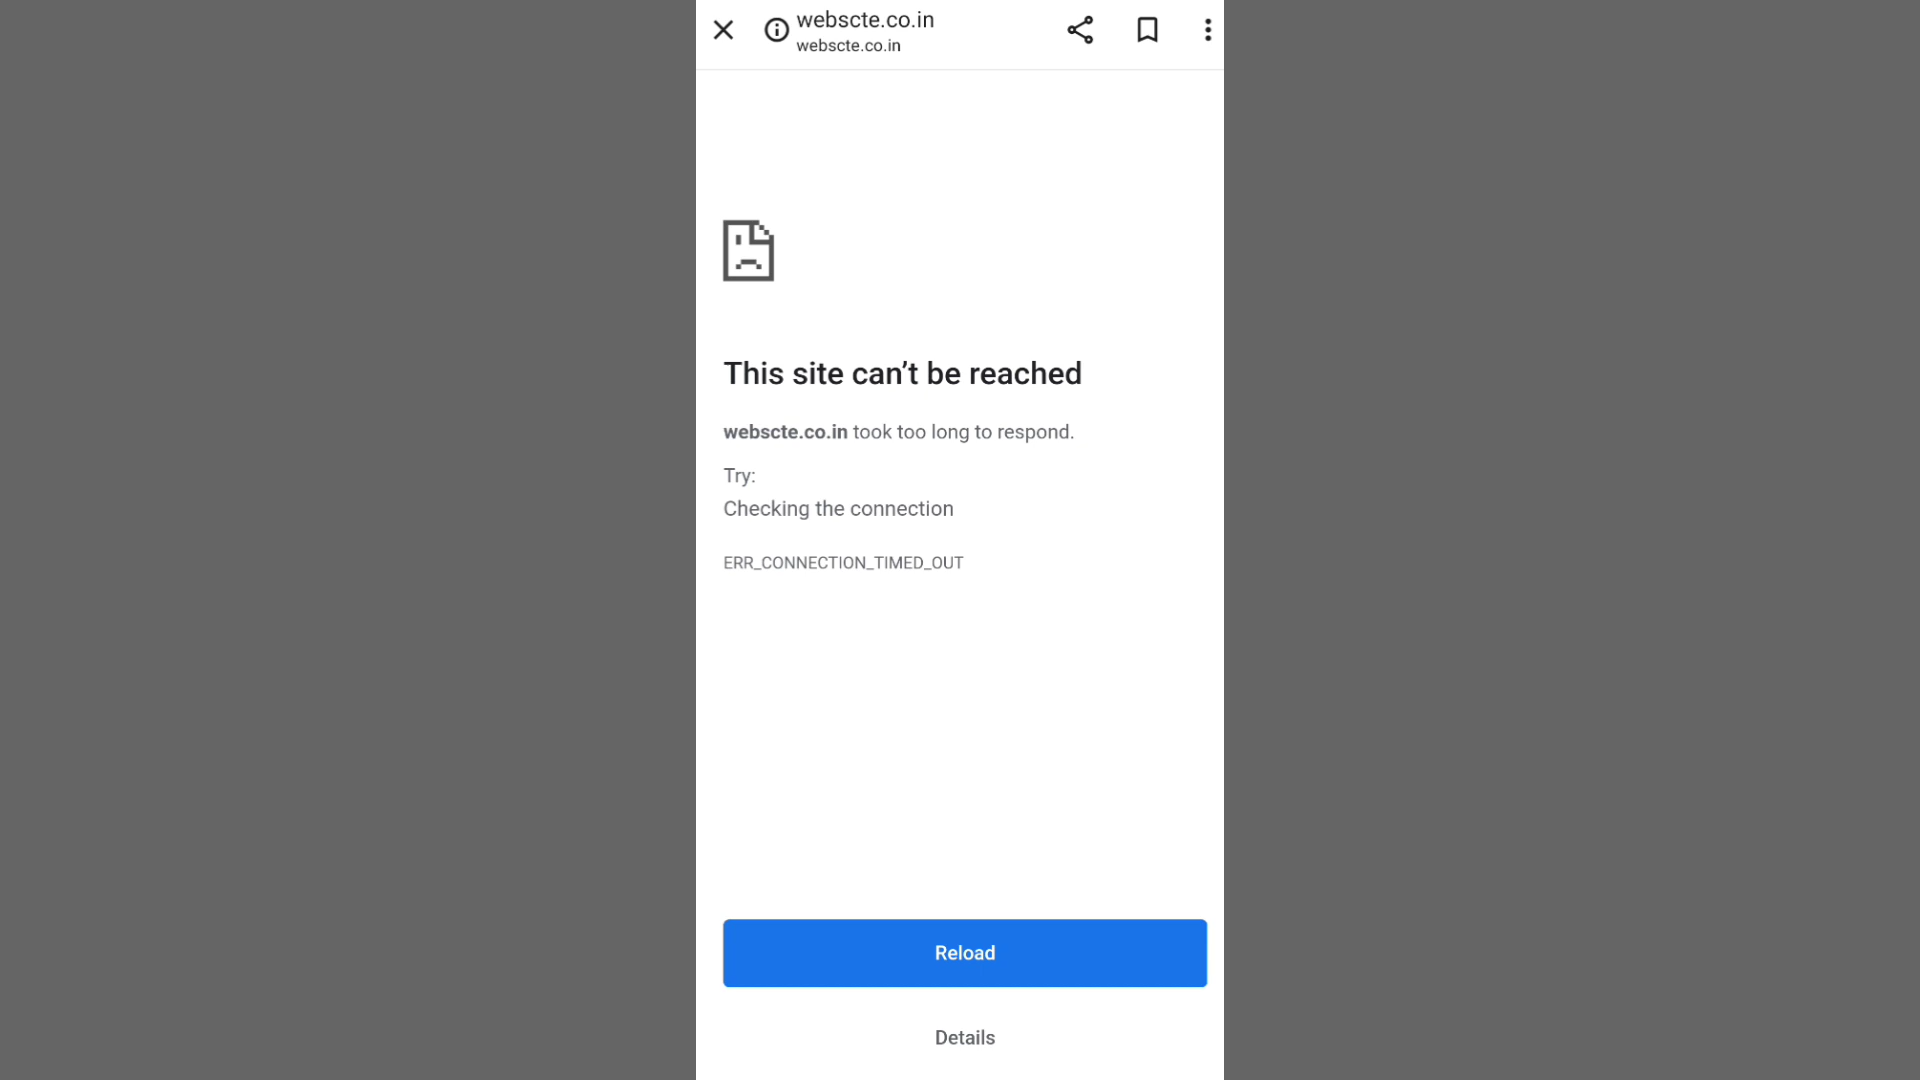 webscte.co.in
webscte.co.in
This site can’t be reached
webscte.co.in took too long to respond.
Try:
Checking the connection
ERR_CONNECTION_TIMED_OUT
Reload
Details